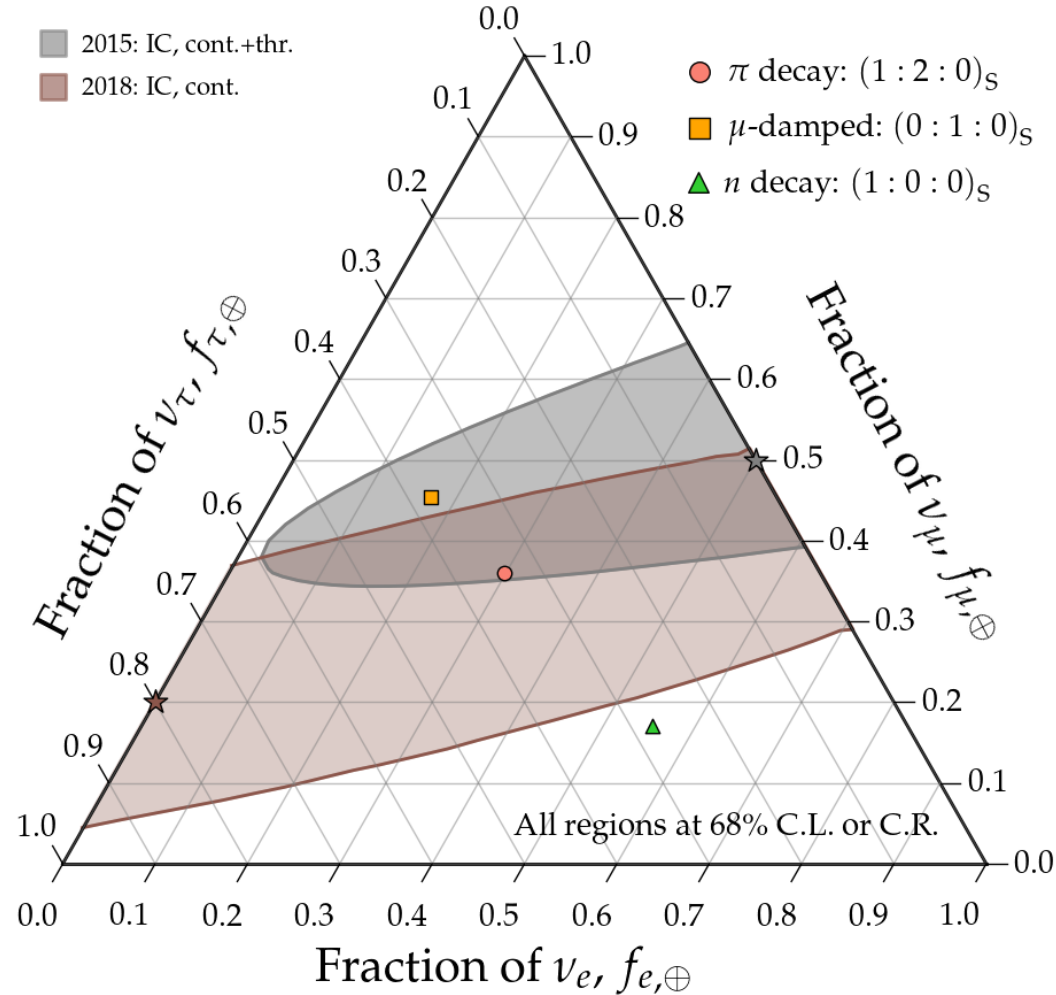 2015: IC, cont.+thr.
2018: IC, cont.
π decay: (1 : 2 : 0)S
μ-damped: (0 : 1 : 0)S
n decay: (1 : 0 : 0)S
Fraction of ντ, fτ,⊕
0.0
0.1
0.2
0.3
0.4
0.5
0.6
0.7
0.8
0.9
1.0
Fraction of νμ, fμ,⊕
1.0
0.9
0.8
0.7
0.6
0.5
0.4
0.3
0.2
0.1
0.0
All regions at 68% C.L. or C.R.
0.0 0.1 0.2 0.3 0.4 0.5 0.6 0.7 0.8 0.9 1.0
Fraction of νe, fe,⊕